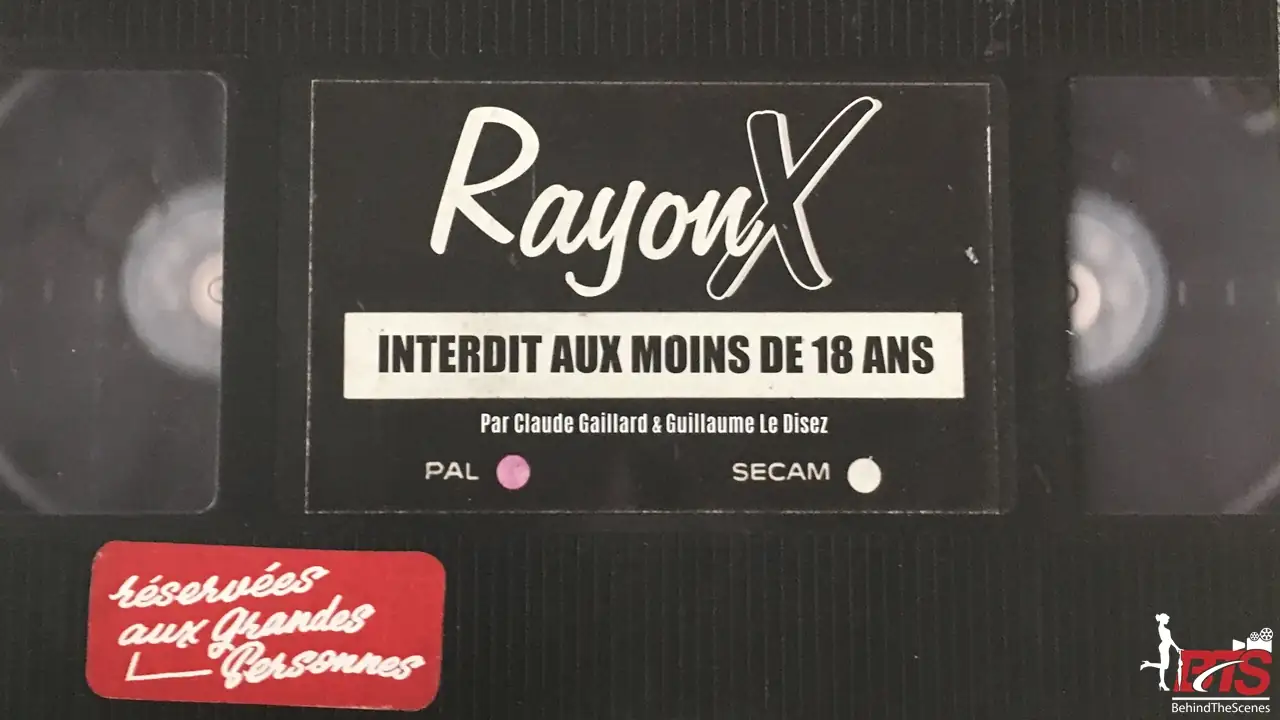 RayonX
INTERDIT AUX MOINS DE 18 ANS
Par Claude Gaillard & Guillaume Le Disez
PAL
SECAM
réservées
aux Grandes
Personnes
BTS
BehindTheScenes